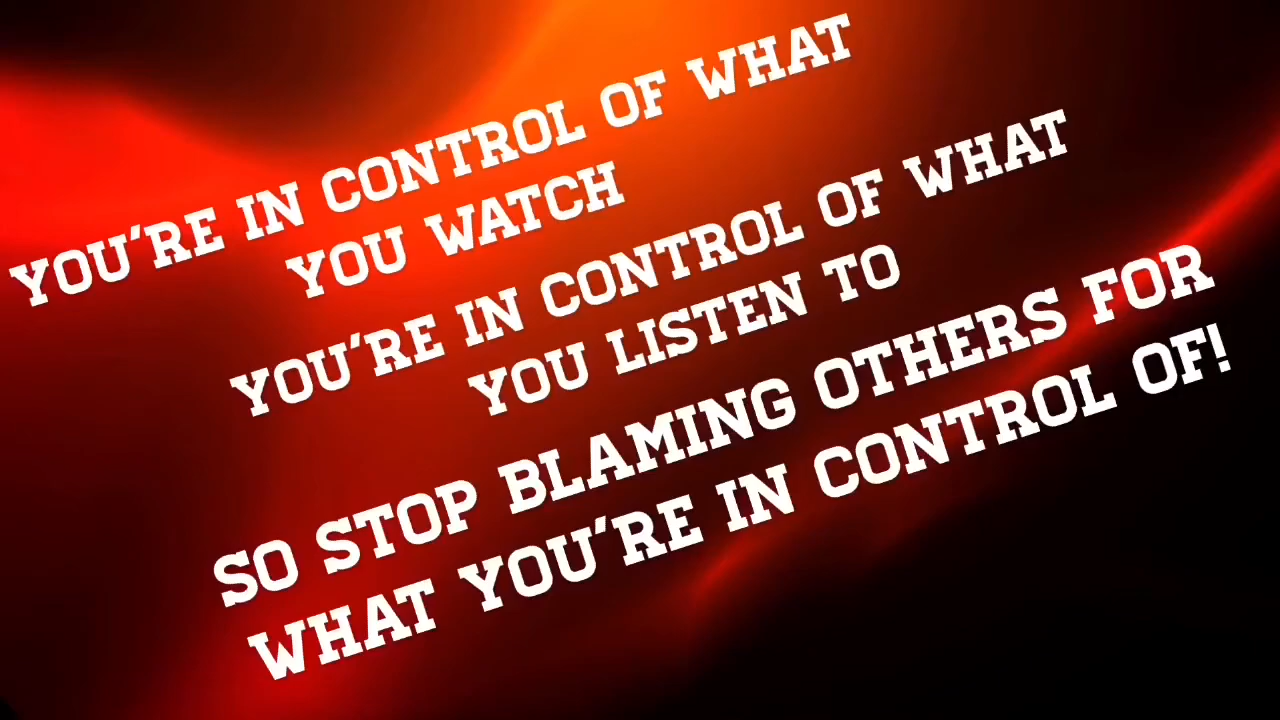 YOU'RE IN CONTROL OF WHAT
YOU WATCH
YOU'RE IN CONTROL OF WHAT
YOU LISTEN TO
SO STOP BLAMING OTHERS FOR
WHAT YOU'RE IN CONTROL OF!